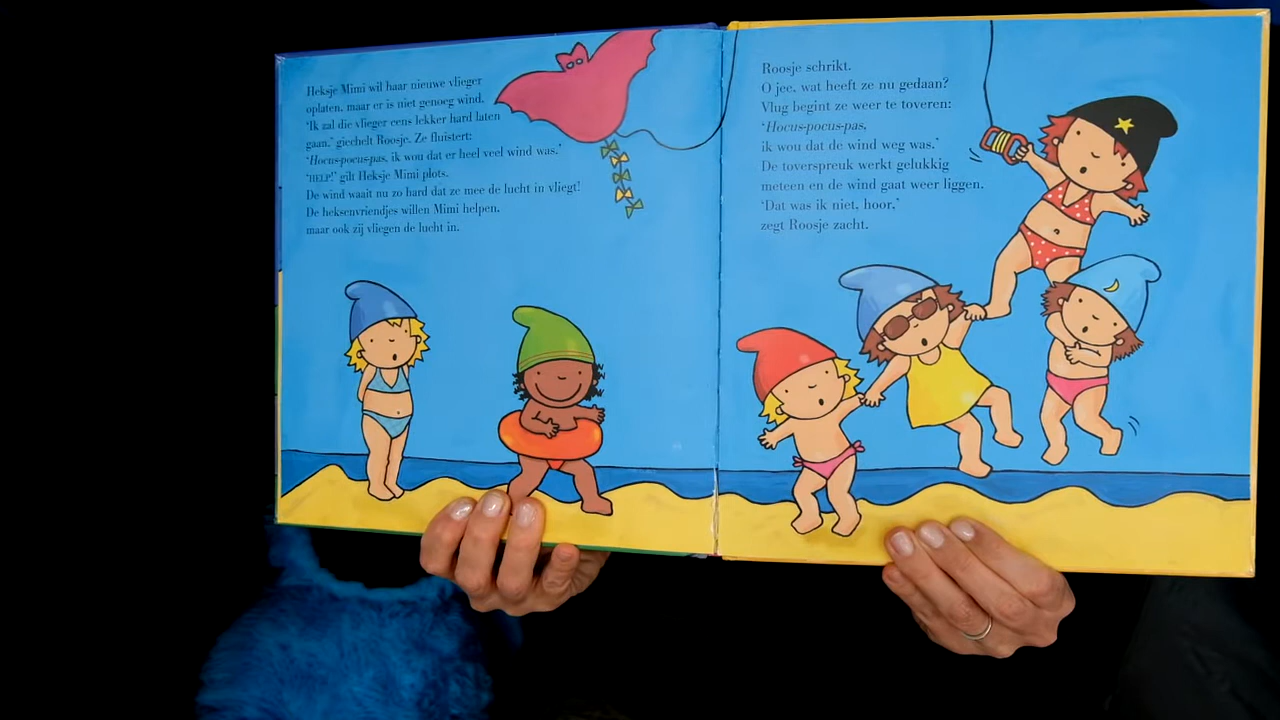 Heksje Mimi wil haar nieuwe vlieger
oplaten, maar er is niet genoeg wind.
'Ik zal die vlieger eens lekker hard laten
gaan,' giechelt Roosje. Ze fluistert:
'Hocus-pocus-pas, ik wou dat er heel veel wind was.'
'HELP!' gilt Heksje Mimi plots.
De wind waait nu zo hard dat ze mee de lucht in vliegt!
De heksenvriendjes willen Mimi helpen,
maar ook zij vliegen de lucht in.
Roosje schrikt.
O jee, wat heeft ze nu gedaan?
Vlug begint ze weer te toveren:
'Hocus-pocus-pas,
ik wou dat de wind weg was.'
De toverspreuk werkt gelukkig
meteen en de wind gaat weer liggen.
'Dat was ik niet, hoor,'
zegt Roosje zacht.